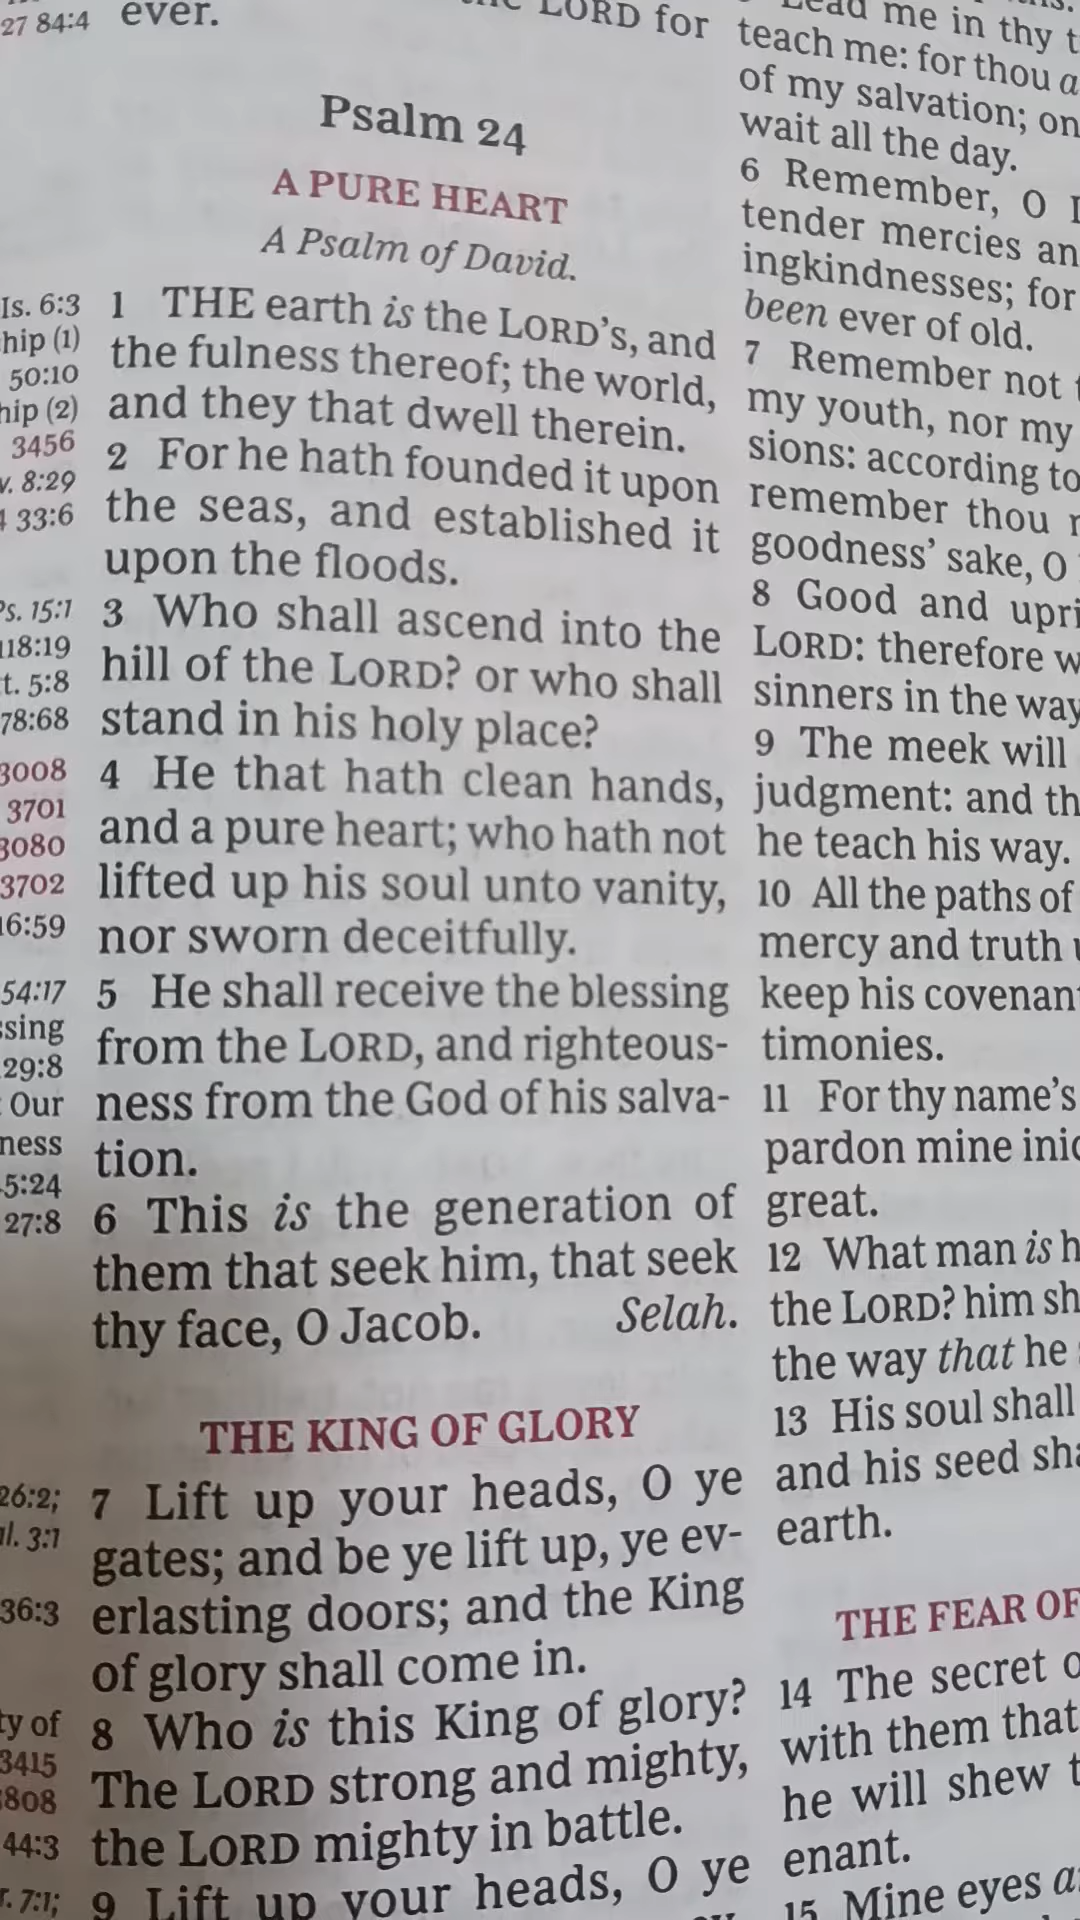 27 84:4
ever.
LORD for
Psalm 24
A PURE HEART
A Psalm of David.
1 THE earth is the LORD'S, and
the fulness thereof; the world,
and they that dwell therein.
2 For he hath founded it upon
the seas, and established it
upon the floods.
3 Who shall ascend into the
hill of the LORD? or who shall
stand in his holy place?
4 He that hath clean hands,
and a pure heart; who hath not
lifted up his soul unto vanity,
nor sworn deceitfully.
5 He shall receive the blessing
from the LORD, and righteous-
ness from the God of his salva-
tion.
6 This is the generation of
them that seek him, that seek
thy face, O Jacob. Selah.
THE KING OF GLORY
7 Lift up your heads, O ye
gates; and be ye lift up, ye ev-
erlasting doors; and the King
of glory shall come in.
8 Who is this King of glory?
The LORD strong and mighty,
the LORD mighty in battle.
9 Lift up your heads, O ye
Is. 6:3
hip (1)
50:10
hip (2)
3456
v. 8:29
33:6
Ps. 15:1
118:19
t. 5:8
78:68
3008
3701
3080
3702
16:59
54:17
ssing
29:8
Our
ness
5:24
27:8
26:2;
al. 3:1
36:3
ty of
3415
808
44:3
r. 7:1;
Lead me in thy t
teach me: for thou a
of my salvation; on
wait all the day.
6 Remember, O
tender mercies an
ingkindnesses; for
been ever of old.
7 Remember not t
my youth, nor my
sions: according to
remember thou
goodness' sake, O
8 Good and upri
LORD: therefore w
sinners in the way
9 The meek will
judgment: and th
he teach his way.
10 All the paths of
mercy and truth
keep his covenant
timonies.
11 For thy name's
pardon mine inic
great.
12 What man is h
the LORD? him sh
the way that he
13 His soul shall
and his seed sha
earth.
THE FEAR OF
14 The secret o
with them that
he will shew t
enant.
15 Mine eyes a